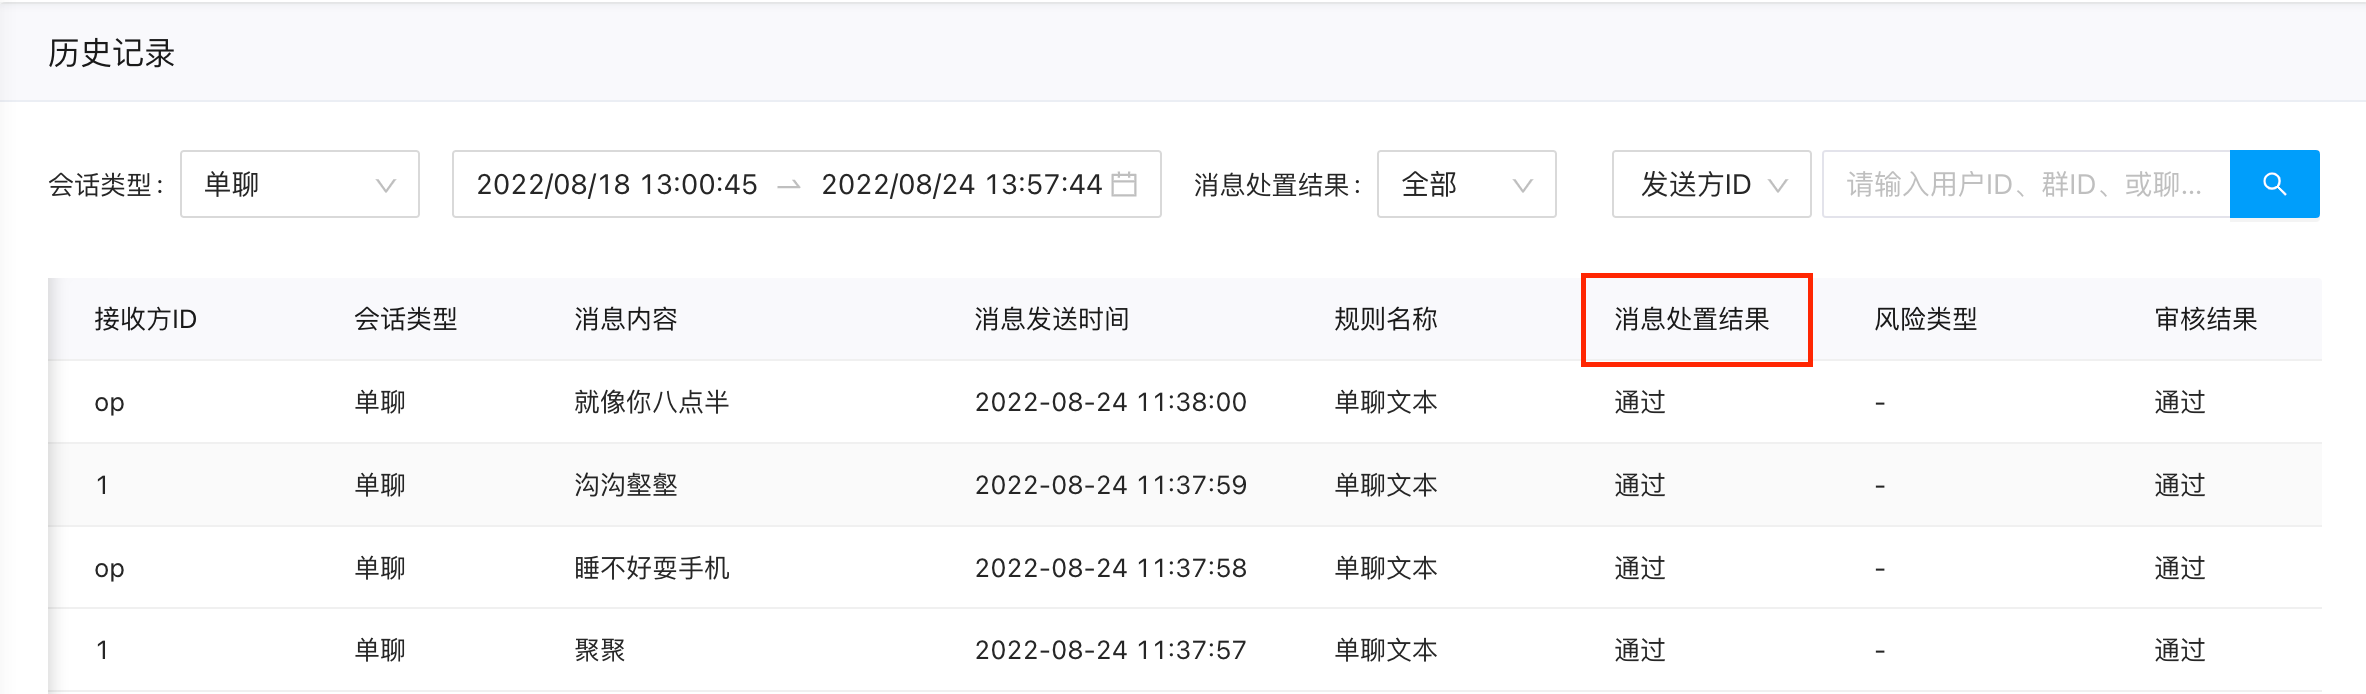 历史记录
会话类型： 单聊 2022/08/18 13:00:45 2022/08/24 13:57:44 消息处置结果： 全部 发送方ID 请输入用户ID、群ID、或聊...
接收方ID 会话类型 消息内容 消息发送时间 规则名称 消息处置结果 风险类型 审核结果
op 单聊 就像你八点半 2022-08-24 11:38:00 单聊文本 通过 - 通过
1 单聊 沟沟壑壑 2022-08-24 11:37:59 单聊文本 通过 - 通过
op 单聊 睡不好耍手机 2022-08-24 11:37:58 单聊文本 通过 - 通过
1 单聊 聚聚 2022-08-24 11:37:57 单聊文本 通过 - 通过